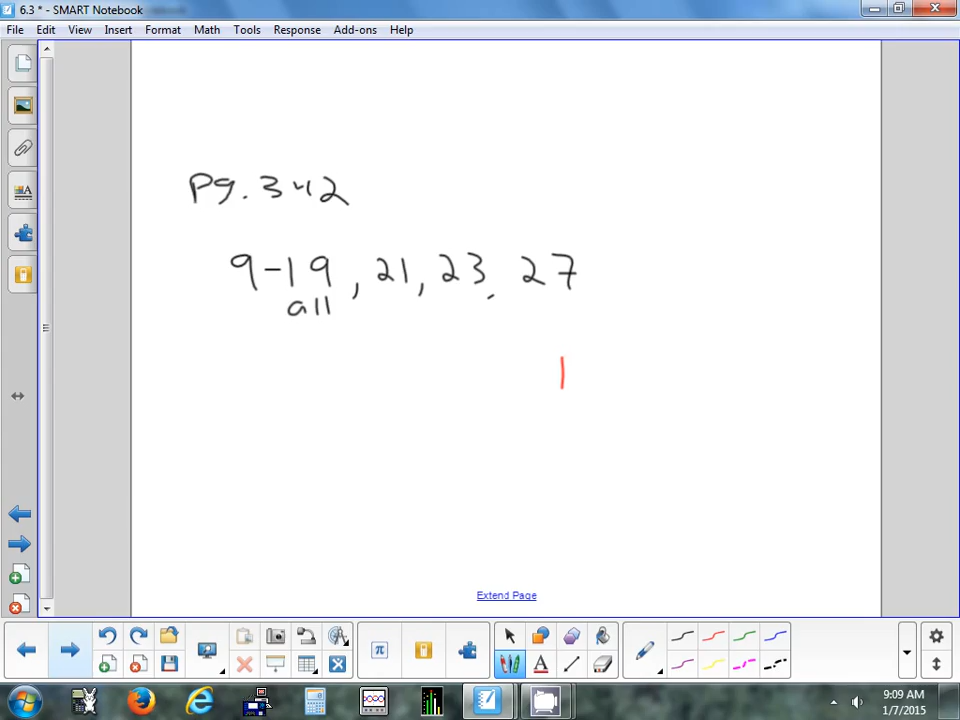 6.3 * - SMART Notebook
File Edit View Insert Format Math Tools Response Add-ons Help
Pg. 342
9-19, 21, 23, 27
all
Extend Page
9:09 AM
1/7/2015